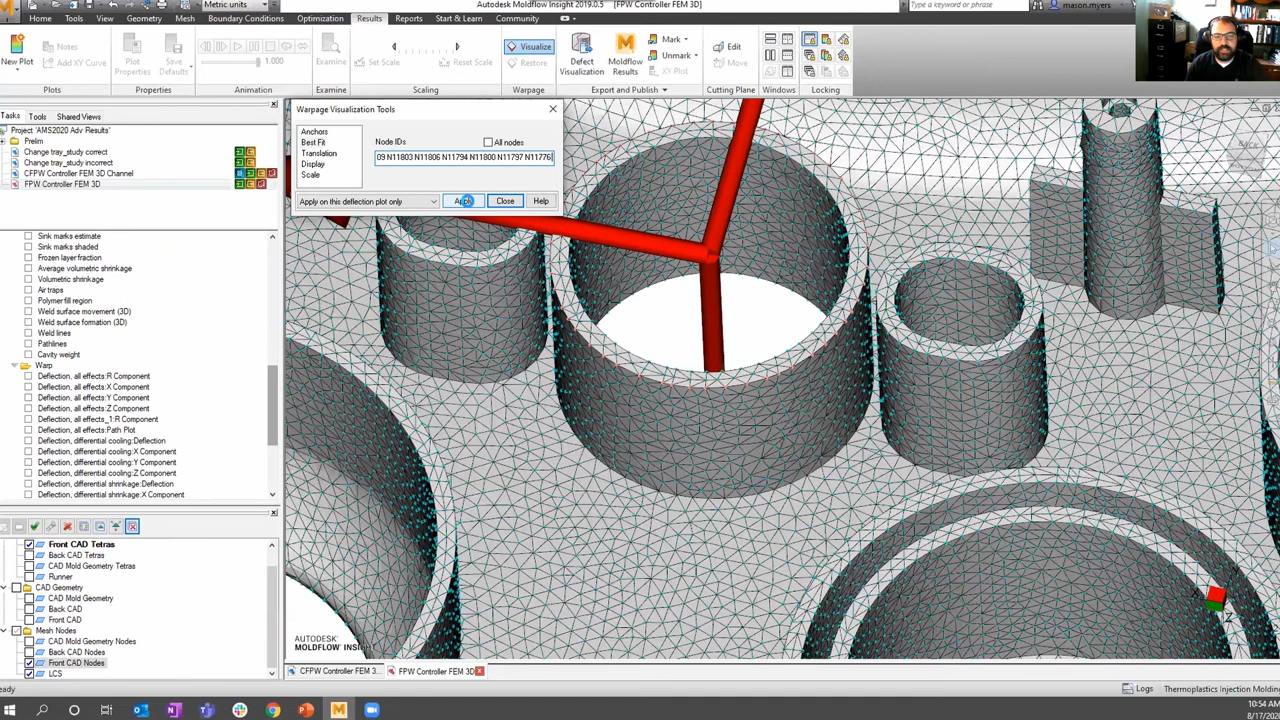 Metric units
Autodesk Moldflow Insight 2019.0.5 (FPW Controller FEM 3D)
Type a keyword or phrase
mason.myers
Home Tools View Geometry Mesh Boundary Conditions Optimization Results Reports Start & Learn Community
New Plot
Notes
Add XY Curve
Plot Properties
Save Defaults
1.000
Examine
Set Scale
Reset Scale
Visualize
Restore
Defect Visualization
Moldflow Results
Mark
Unmark
XY Plot
Edit
Move
Plots Properties Animation Examine Scaling Warpage Export and Publish Cutting Plane Windows Locking
Tasks Tools Shared Views
Project 'AMS2020 Adv Results'
Prelim
Change tray_study correct
Change tray_study incorrect
CFPW Controller FEM 3D Channel
FPW Controller FEM 3D
Warpage Visualization Tools
Anchors
Best Fit
Translation
Display
Scale
Node IDs
All nodes
09 N11803 N11806 N11794 N11800 N11797 N11776
Apply on this deflection plot only
Apply
Close
Help
Sink marks estimate
Sink marks shaded
Frozen layer fraction
Average volumetric shrinkage
Volumetric shrinkage
Air traps
Polymer fill region
Weld surface movement (3D)
Weld surface formation (3D)
Weld lines
Pathlines
Cavity weight
Warp
Deflection, all effects:R Component
Deflection, all effects:X Component
Deflection, all effects:Y Component
Deflection, all effects:Z Component
Deflection, all effects_1:R Component
Deflection, all effects:Path Plot
Deflection, differential cooling:Deflection
Deflection, differential cooling:X Component
Deflection, differential cooling:Y Component
Deflection, differential cooling:Z Component
Deflection, differential shrinkage:Deflection
Deflection, differential shrinkage:X Component
Front CAD Tetras
Back CAD Tetras
CAD Mold Geometry Tetras
Runner
CAD Geometry
CAD Mold Geometry
Back CAD
Front CAD
Mesh Nodes
CAD Mold Geometry Nodes
Back CAD Nodes
Front CAD Nodes
LCS
AUTODESK®
MOLDFLOW® INSIGHT
CFPW Controller FEM 3...
FPW Controller FEM 3D
eady
Logs
Thermoplastics Injection Molding
10:54 AM